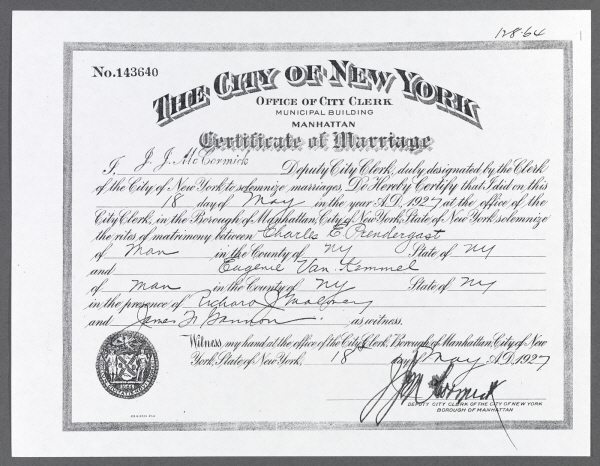 128-64
No.143640
THE CITY OF NEW YORK
OFFICE OF CITY CLERK
MUNICIPAL BUILDING
MANHATTAN
Certificate of Marriage
I, J. J. McCormick Deputy City Clerk, duly designated by the Clerk
of the City of New York to solemnize marriages, Do Hereby Certify that I did on this
18 day of May in the year A.D. 1927 at the office of the
City Clerk, in the Borough of Manhattan, City of New York, State of New York solemnize
the rites of matrimony between Charles E. Prendergast
of Man in the County of NY State of NY
and Eugenie Van Kemmel
of Man in the County of NY State of NY
in the presence of Richard J.
and James as witness.
Witness, my hand at the office of the City Clerk, Borough of Manhattan, City of New
York, State of New York, 18 day of May A.D. 1927
J J McCormick
DEPUTY CITY CLERK OF THE CITY OF NEW YORK
BOROUGH OF MANHATTAN